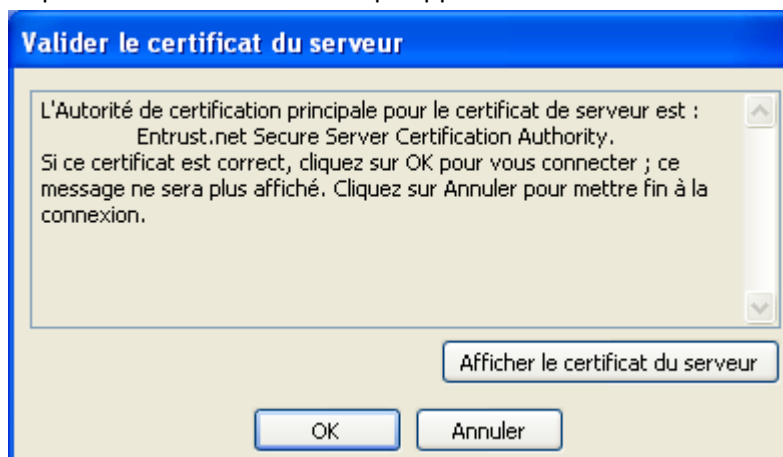 Valider le certificat du serveur
L'Autorité de certification principale pour le certificat de serveur est :
Entrust.net Secure Server Certification Authority.
Si ce certificat est correct, cliquez sur OK pour vous connecter ; ce
message ne sera plus affiché. Cliquez sur Annuler pour mettre fin à la
connexion.
Afficher le certificat du serveur
OK
Annuler